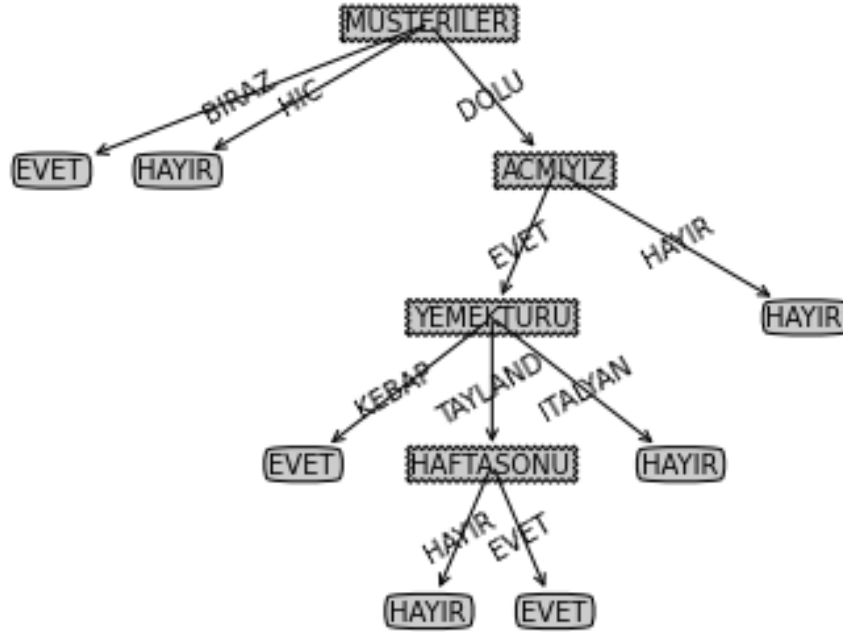 MUSTERILER
BIRAZ
HIC
DOLU
EVET
HAYIR
ACMIYIZ
EVET
HAYIR
YEMEKTURU
HAYIR
KEBAP
TAYLAND
ITALYAN
EVET
HAFTASONU
HAYIR
HAYIR
EVET
HAYIR
EVET